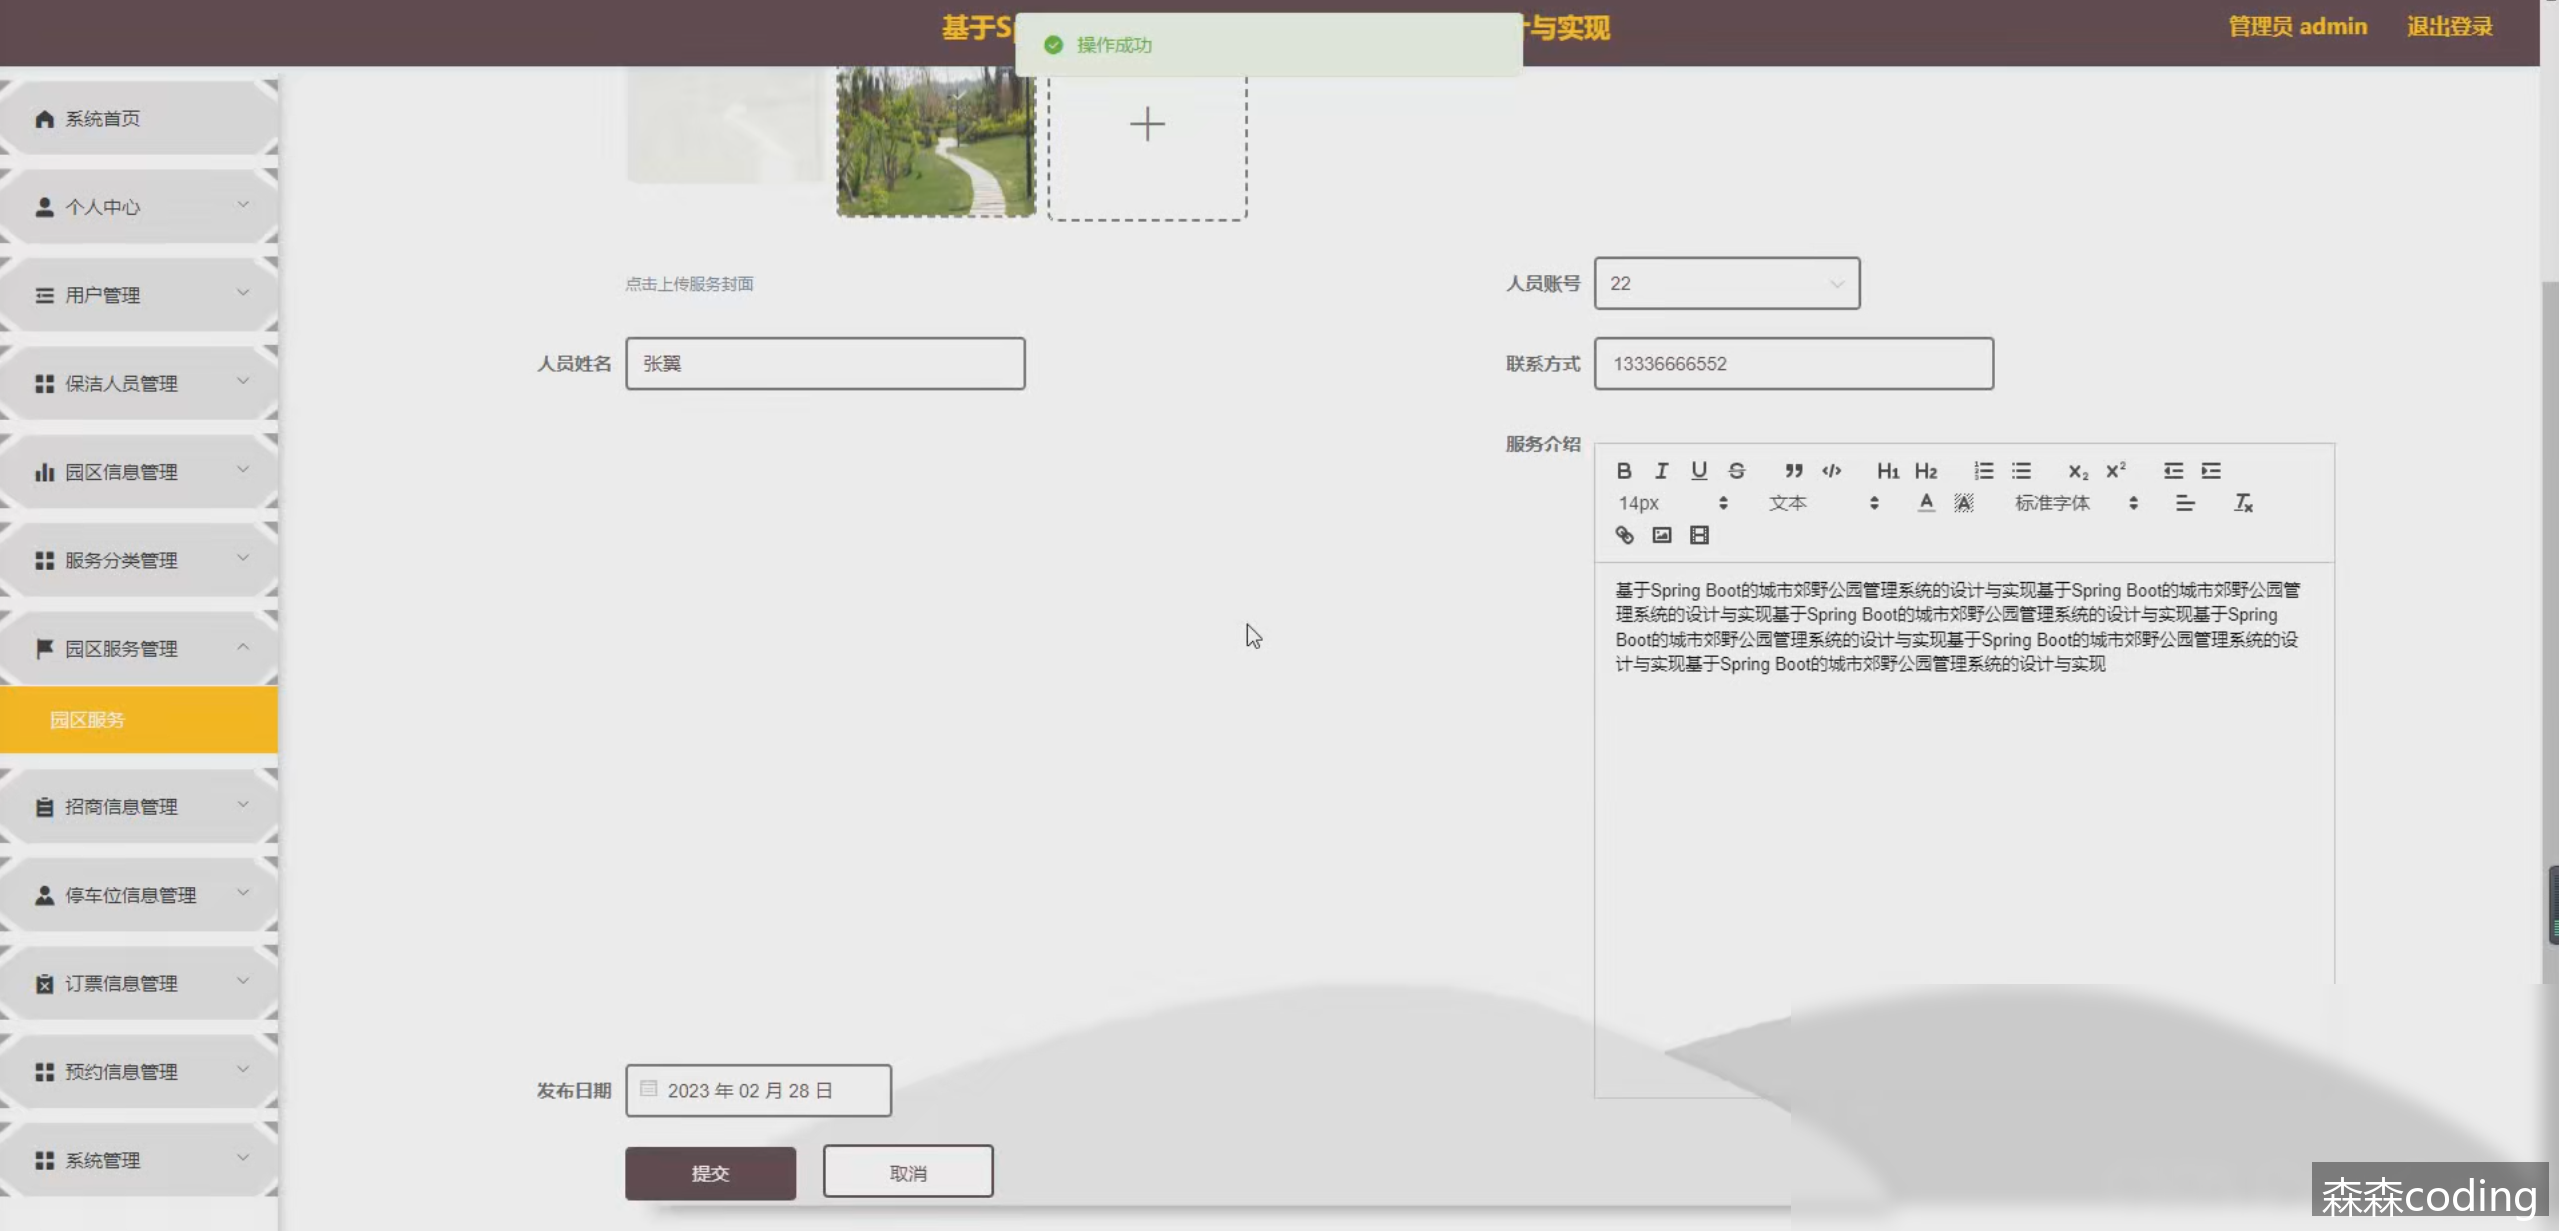 基于S
与实现
操作成功
管理员 admin
退出登录
系统首页
个人中心
用户管理
保洁人员管理
园区信息管理
服务分类管理
园区服务管理
园区服务
招商信息管理
停车位信息管理
订票信息管理
预约信息管理
系统管理
点击上传服务封面
人员账号
22
人员姓名
张翼
联系方式
13336666552
服务介绍
B I U S H1 H2 X2 X2
14px 文本 A A 标准字体 Tx
基于Spring Boot的城市郊野公园管理系统的设计与实现基于Spring Boot的城市郊野公园管
理系统的设计与实现基于Spring Boot的城市郊野公园管理系统的设计与实现基于Spring
Boot的城市郊野公园管理系统的设计与实现基于Spring Boot的城市郊野公园管理系统的设
计与实现基于Spring Boot的城市郊野公园管理系统的设计与实现
发布日期
2023 年 02 月 28 日
提交
取消
森森coding